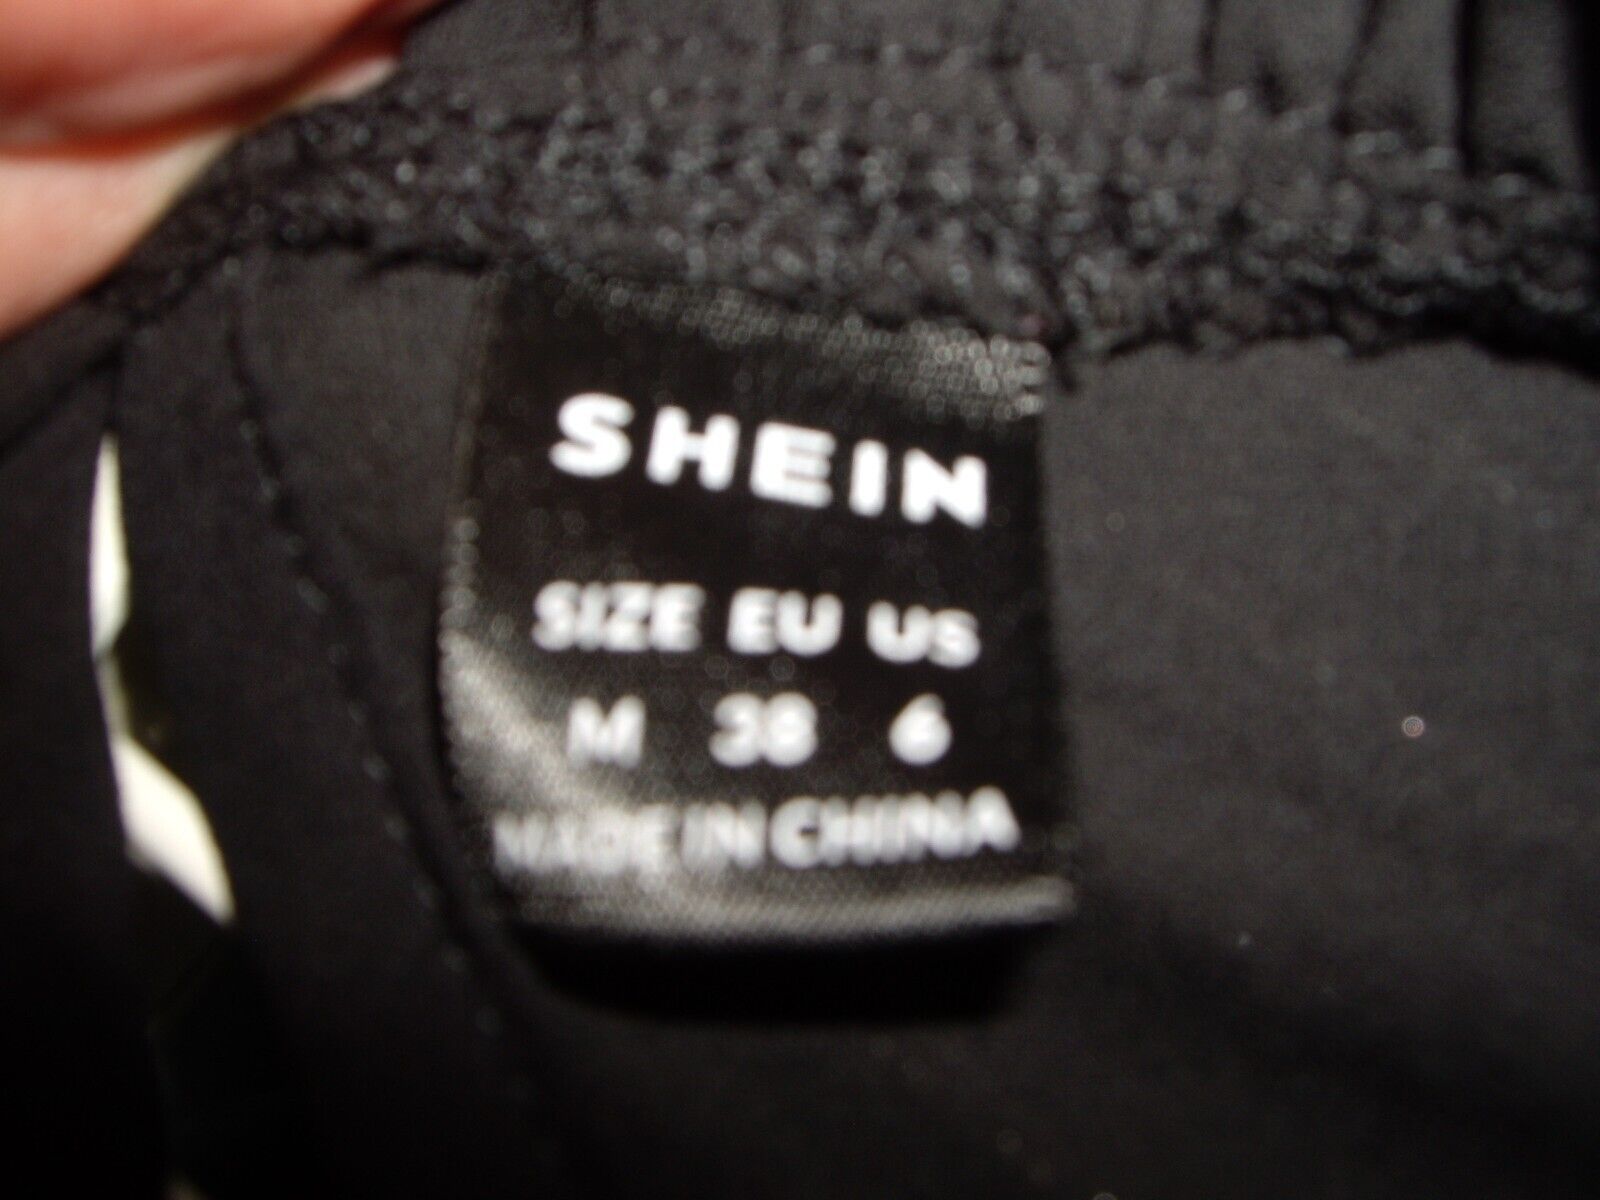 SHEIN
SIZE EU US
M 38 6
MADE IN CHINA